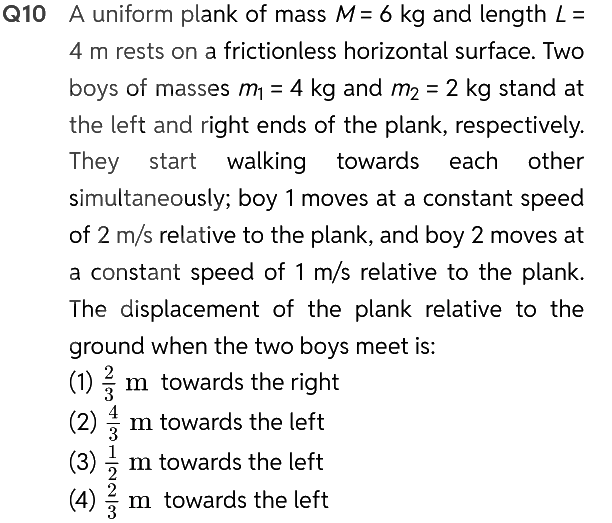 Q10 A uniform plank of mass M = 6 kg and length L =
4 m rests on a frictionless horizontal surface. Two
boys of masses m₁ = 4 kg and m₂ = 2 kg stand at
the left and right ends of the plank, respectively.
They start walking towards each other
simultaneously; boy 1 moves at a constant speed
of 2 m/s relative to the plank, and boy 2 moves at
a constant speed of 1 m/s relative to the plank.
The displacement of the plank relative to the
ground when the two boys meet is:
(1) 2/3 m towards the right
(2) 4/3 m towards the left
(3) 1/2 m towards the left
(4) 2/3 m towards the left